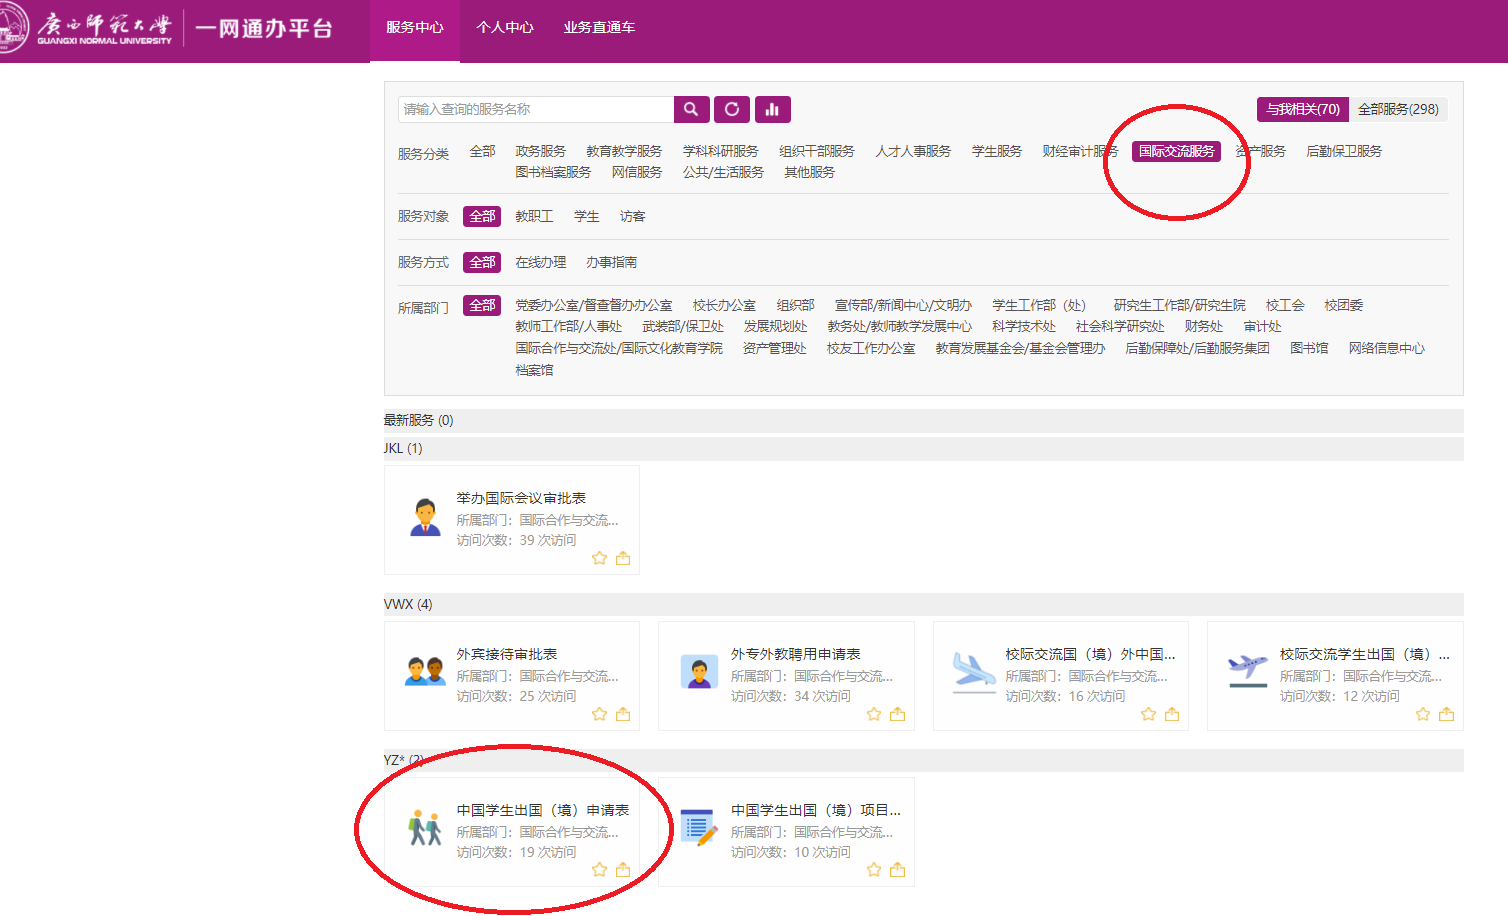 广西师范大学
GUANGXI NORMAL UNIVERSITY
一网通办平台
服务中心 个人中心 业务直通车
请输入查询的服务名称
与我相关(70) 全部服务(298)
服务分类 全部 政务服务 教育教学服务 学科科研服务 组织干部服务 人才人事服务 学生服务 财经审计服务 国际交流服务 资产服务 后勤保卫服务
图书档案服务 网信服务 公共/生活服务 其他服务
服务对象 全部 教职工 学生 访客
服务方式 全部 在线办理 办事指南
所属部门 全部 党委办公室/督查督办办公室 校长办公室 组织部 宣传部/新闻中心/文明办 学生工作部（处） 研究生工作部/研究生院 校工会 校团委
教师工作部/人事处 武装部/保卫处 发展规划处 教务处/教师教学发展中心 科学技术处 社会科学研究处 财务处 审计处
国际合作与交流处/国际文化教育学院 资产管理处 校友工作办公室 教育发展基金会/基金会管理办 后勤保障处/后勤服务集团 图书馆 网络信息中心
档案馆
最新服务 (0)
JKL (1)
举办国际会议审批表
所属部门：国际合作与交流...
访问次数：39 次访问
VWX (4)
外宾接待审批表
所属部门：国际合作与交流...
访问次数：25 次访问
外专外教聘用申请表
所属部门：国际合作与交流...
访问次数：34 次访问
校际交流国（境）外中国...
所属部门：国际合作与交流...
访问次数：16 次访问
校际交流学生出国（境）...
所属部门：国际合作与交流...
访问次数：12 次访问
YZ* (2)
中国学生出国（境）申请表
所属部门：国际合作与交流...
访问次数：19 次访问
中国学生出国（境）项目...
所属部门：国际合作与交流...
访问次数：10 次访问